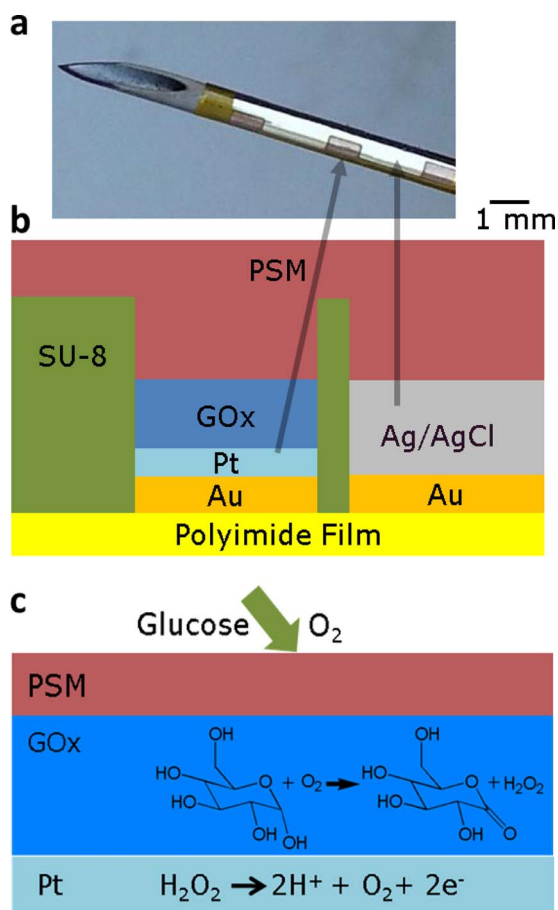 a
1 mm
b
PSM
SU-8
GOx
Pt
Ag/AgCl
Au
Au
Polyimide Film
c
Glucose O₂
PSM
GOx
OH
HO
O
HO
OH
OH
+ O₂
OH
HO
O
HO
OH
O
+ H₂O₂
Pt H₂O₂ → 2H⁺ + O₂ + 2e⁻